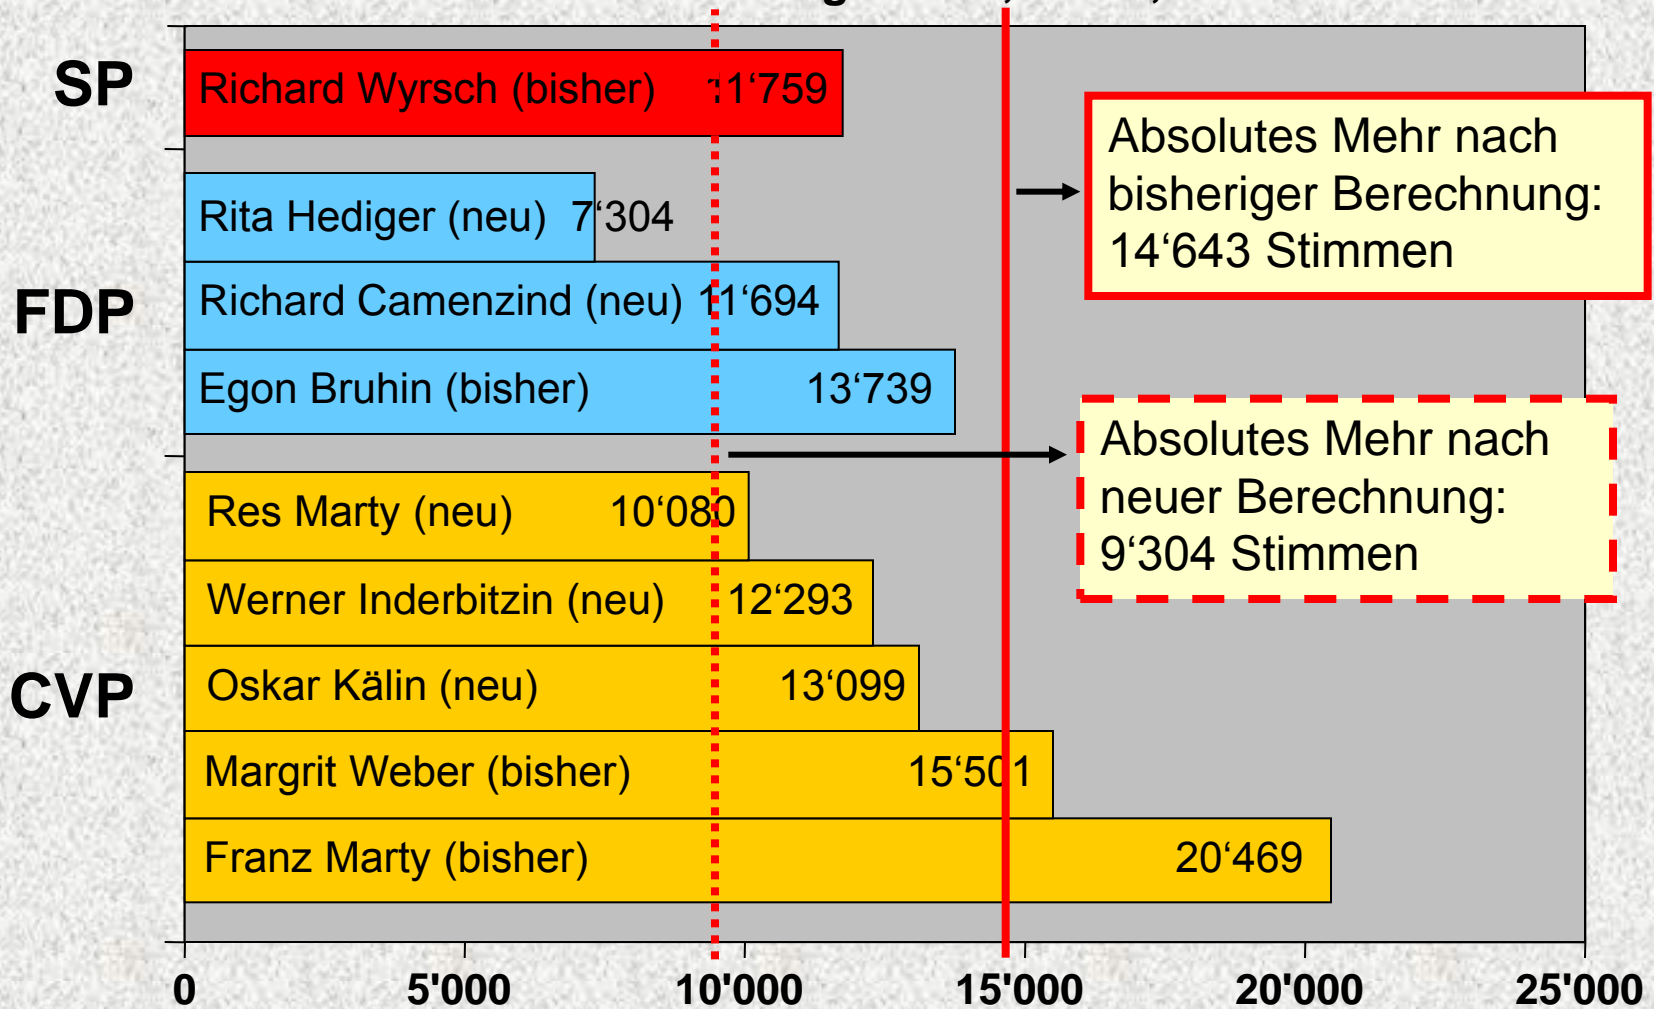 SP
Richard Wyrsch (bisher) 11'759
FDP
Rita Hediger (neu) 7‘304
Richard Camenzind (neu) 11‘694
Egon Bruhin (bisher) 13‘739
CVP
Res Marty (neu) 10‘080
Werner Inderbitzin (neu) 12‘293
Oskar Kälin (neu) 13‘099
Margrit Weber (bisher) 15‘501
Franz Marty (bisher) 20‘469
Absolutes Mehr nach
bisheriger Berechnung:
14‘643 Stimmen
Absolutes Mehr nach
neuer Berechnung:
9‘304 Stimmen
0 5'000 10'000 15'000 20'000 25'000